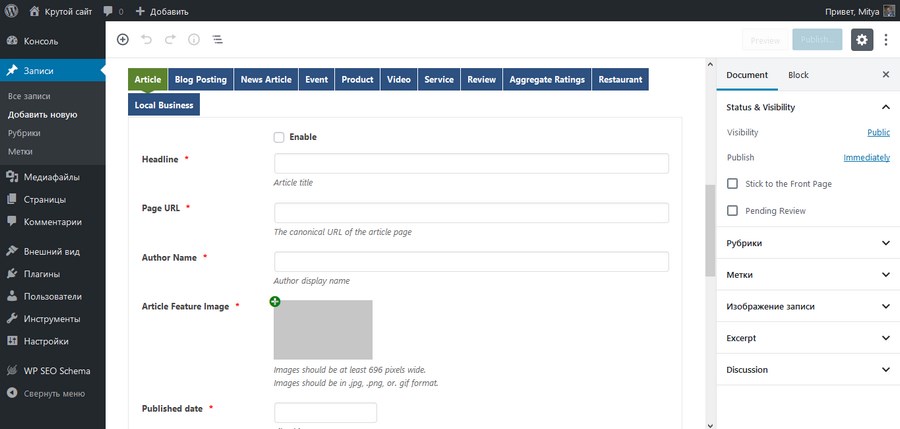 Крутой сайт
0
Добавить
Привет, Mitya
Консоль
Записи
Все записи
Добавить новую
Рубрики
Метки
Медиафайлы
Страницы
Комментарии
Внешний вид
Плагины
Пользователи
Инструменты
Настройки
WP SEO Schema
Свернуть меню
Preview
Publish...
Article Blog Posting News Article Event Product Video Service Review Aggregate Ratings Restaurant
Local Business
Enable
Headline *
Article title
Page URL *
The canonical URL of the article page
Author Name *
Author display name
Article Feature Image *
Images should be at least 696 pixels wide.
Images should be in .jpg, .png, or. gif format.
Published date *
Document Block
Status & Visibility
Visibility Public
Publish Immediately
Stick to the Front Page
Pending Review
Рубрики
Метки
Изображение записи
Excerpt
Discussion